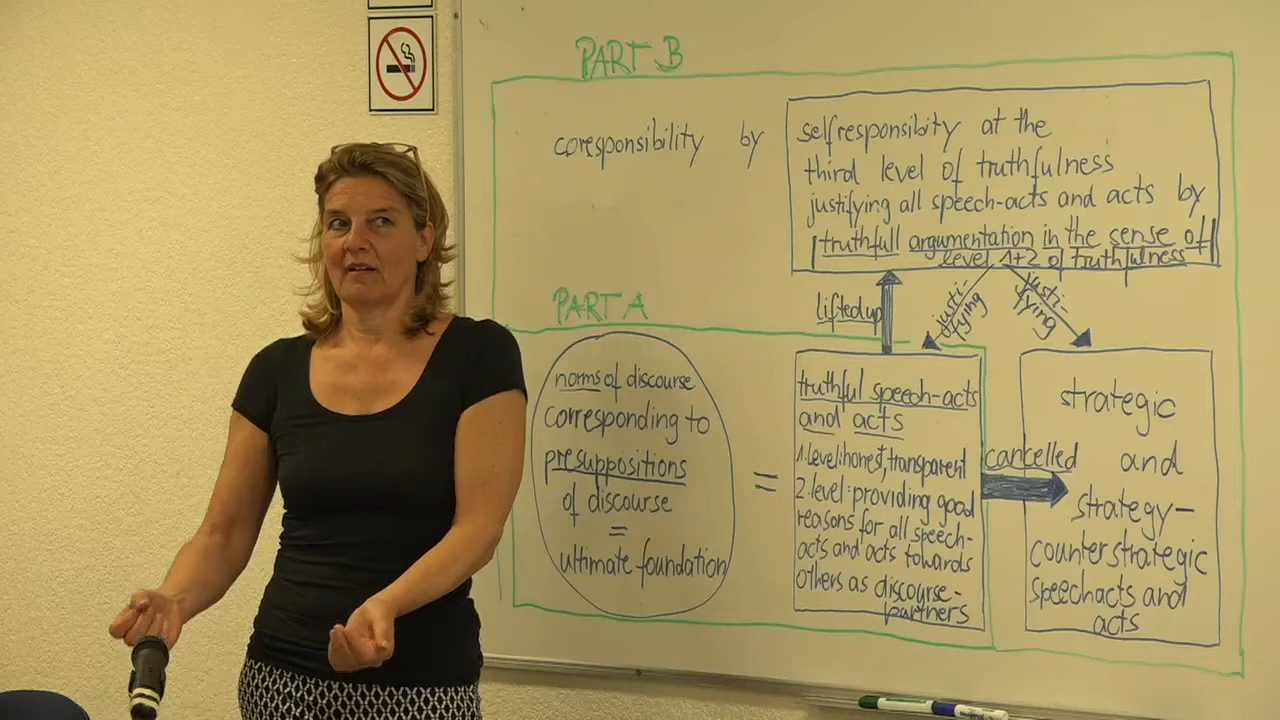 PART B
coresponsibility by
selfresponsibity at the
third level of truthfulness
justifying all speech-acts and acts by
truthfull argumentation in the sense of
level 1+2 of truthfulness
lifted up
justi-
fying
justi-
fying
PART A
norms of discourse
corresponding to
presuppositions
of discourse
=
ultimate foundation
=
truthful speech-acts
and acts
1. Level: honest, transparent
2. level: providing good
reasons for all speech-
acts and acts towards
others as discourse-
partners
cancelled
strategic
and
strategy-
counterstrategic
speechacts and
acts